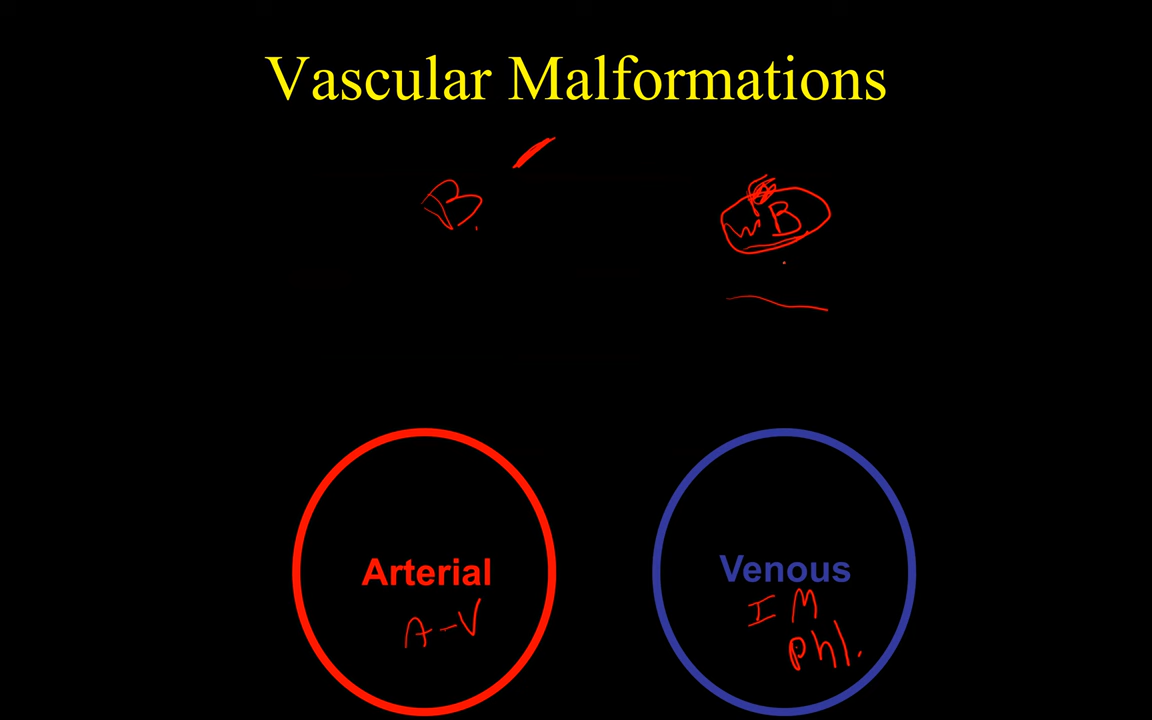 Vascular Malformations
B.
B
Arterial
Venous
A-V
I M
Phl.